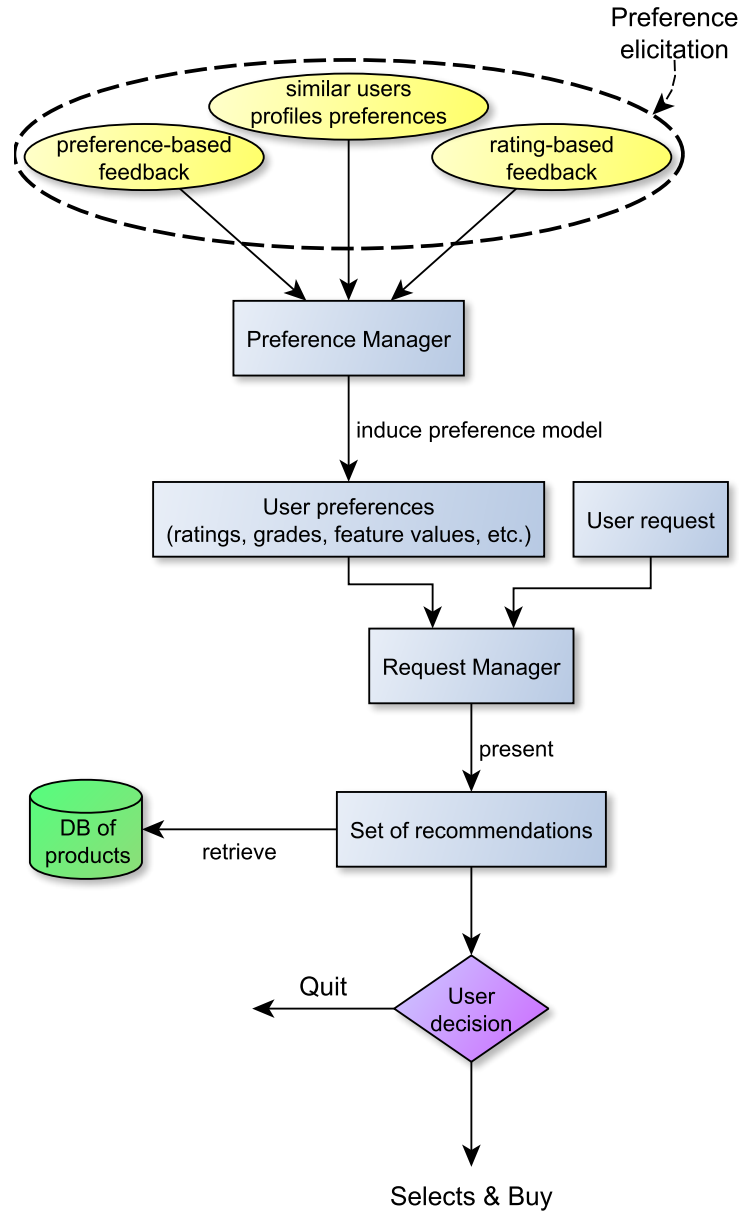 Preference
elicitation
similar users
profiles preferences
preference-based
feedback
rating-based
feedback
Preference Manager
induce preference model
User preferences
(ratings, grades, feature values, etc.)
User request
Request Manager
present
DB of
products
retrieve
Set of recommendations
Quit
User
decision
Selects & Buy